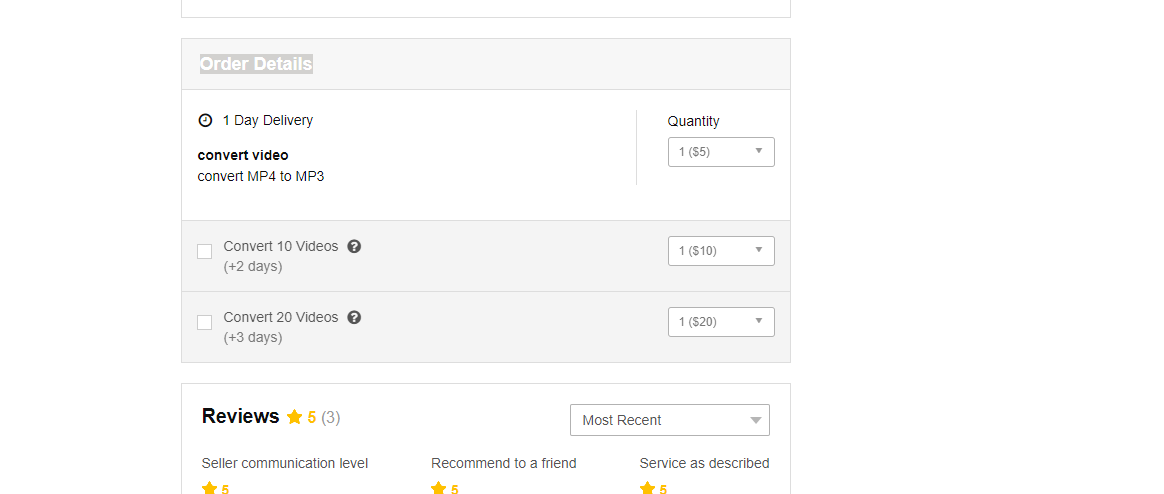 Order Details
1 Day Delivery
Quantity
1 ($5)
convert video
convert MP4 to MP3
Convert 10 Videos ?
1 ($10)
(+2 days)
Convert 20 Videos ?
1 ($20)
(+3 days)
Reviews 5 (3)
Most Recent
Seller communication level Recommend to a friend Service as described
5 5 5